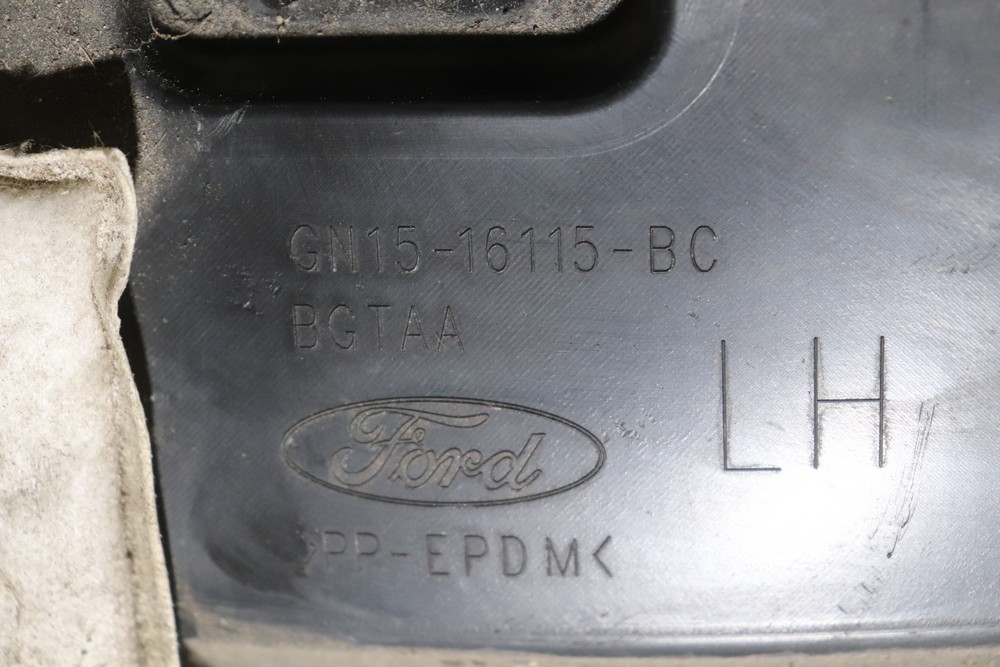 GN15-16115-BC
BGTAA
LH
Ford
>PP-EPDM<